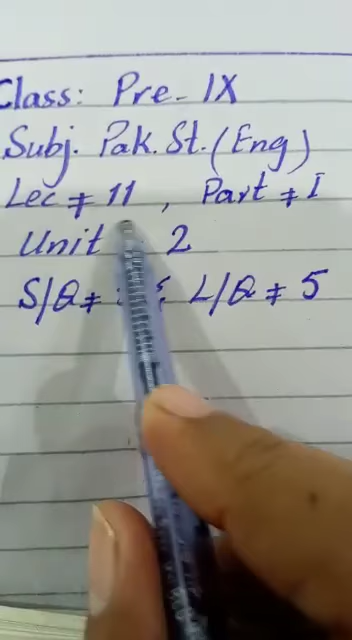 Class: Pre-IX
Subj. Pak. St. (Eng)
Lec # 11, Part # I
Unit 2
S/Q # L/Q # 5